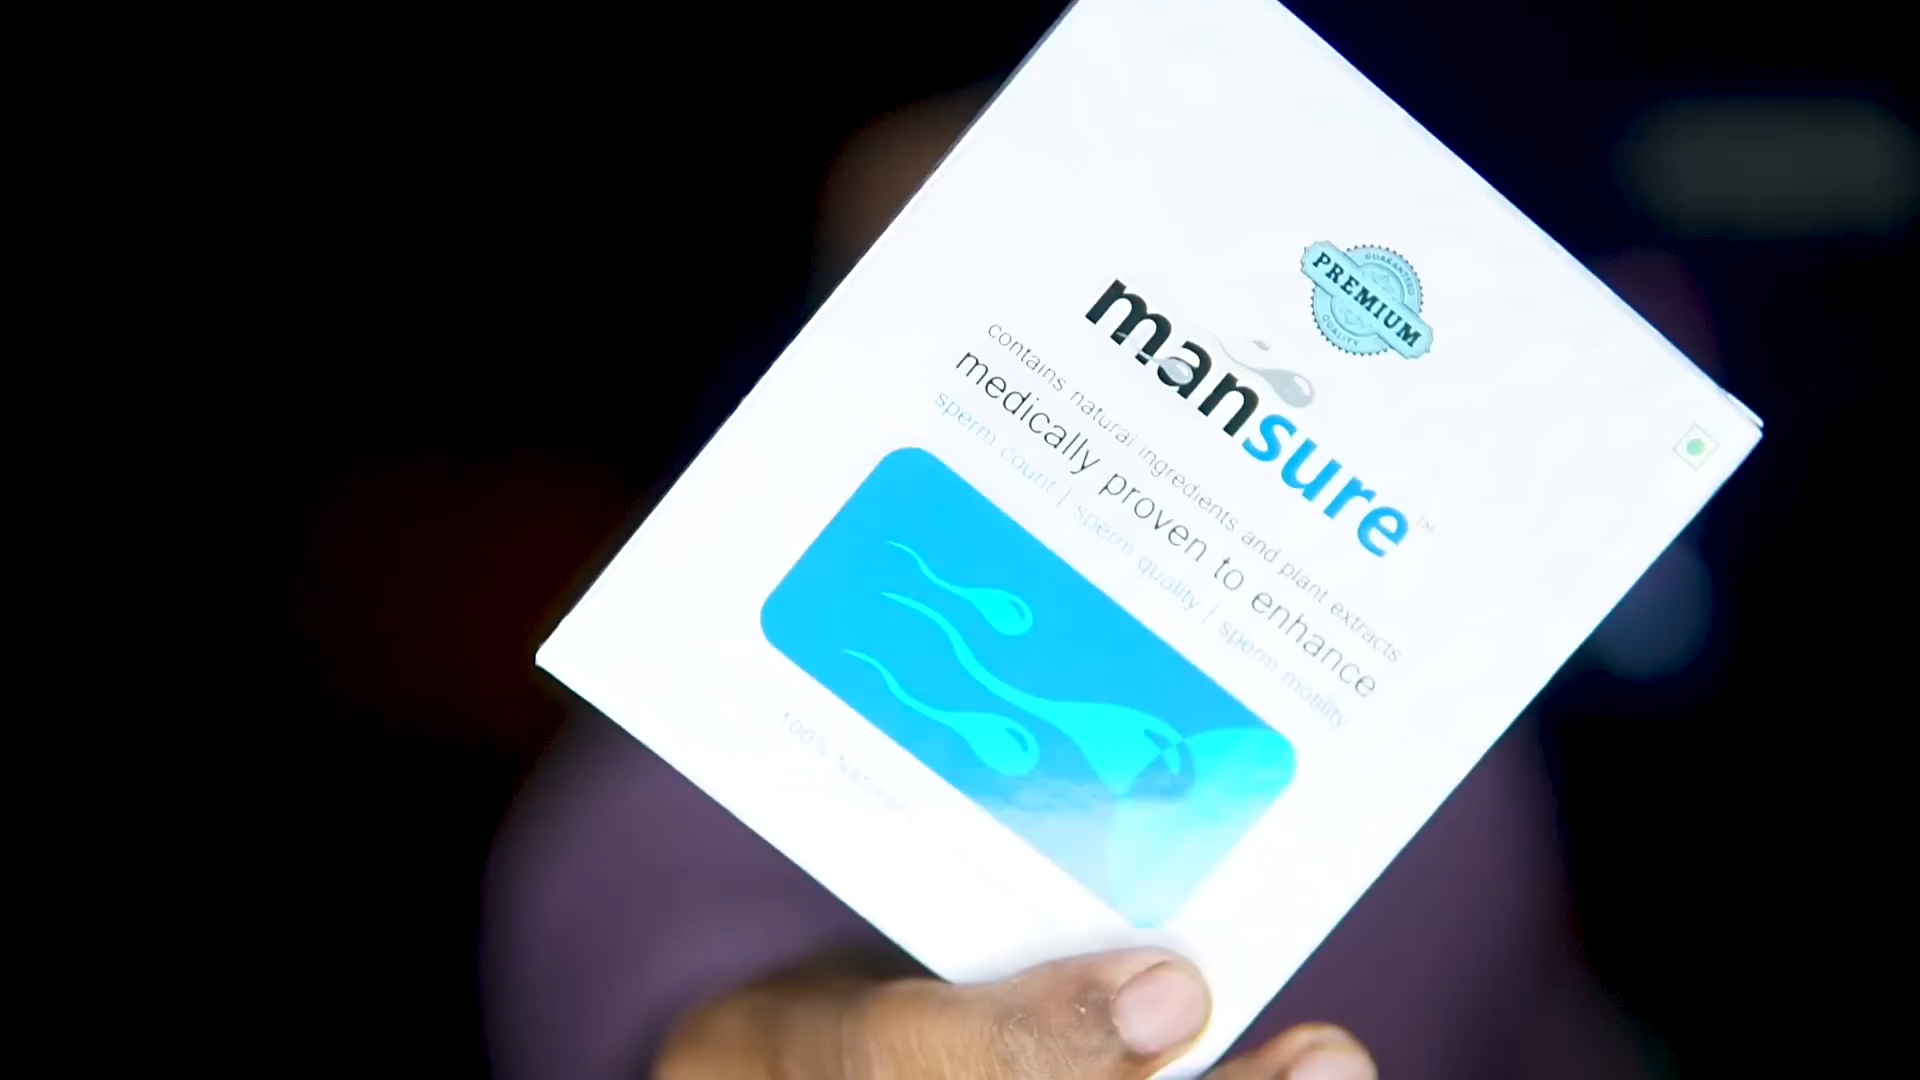 GUARANTEED
PREMIUM
QUALITY
mansure™
contains natural ingredients and plant extracts
medically proven to enhance
sperm count | sperm quality | sperm motility
100% Natural